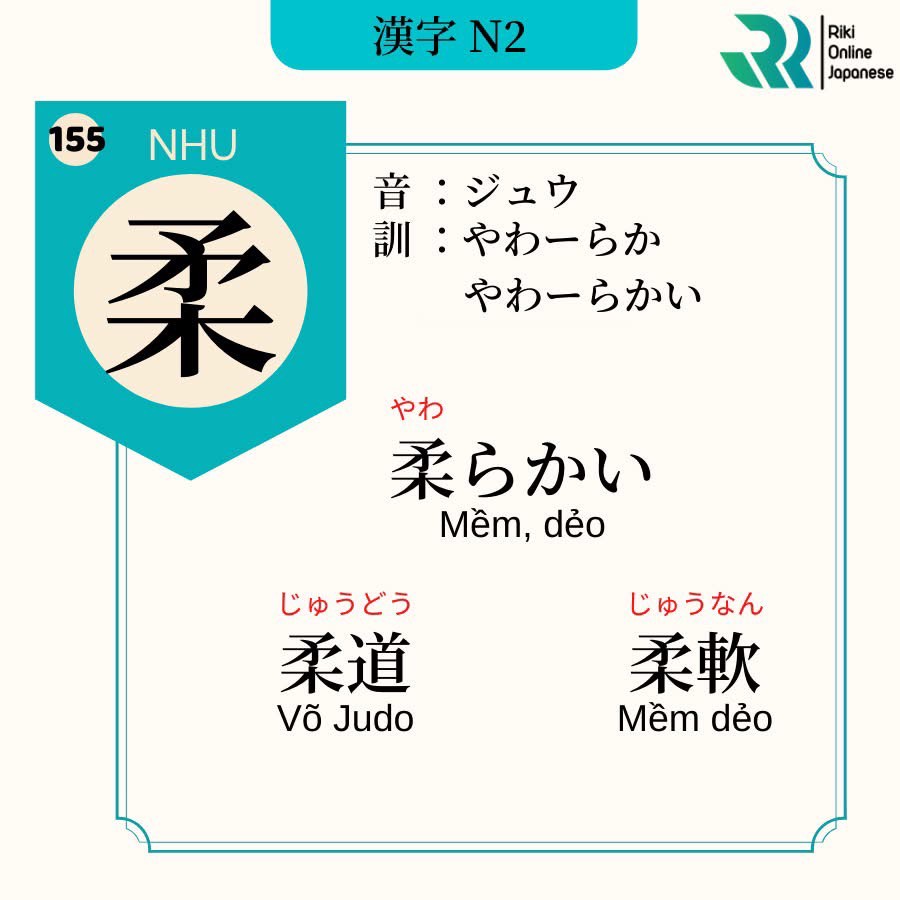 漢字 N2
Riki
Online
Japanese
155
NHU
柔
音 ：ジュウ
訓 ：やわーらか
やわーらかい
やわ
柔らかい
Mềm, dẻo
じゅうどう
柔道
Võ Judo
じゅうなん
柔軟
Mềm dẻo